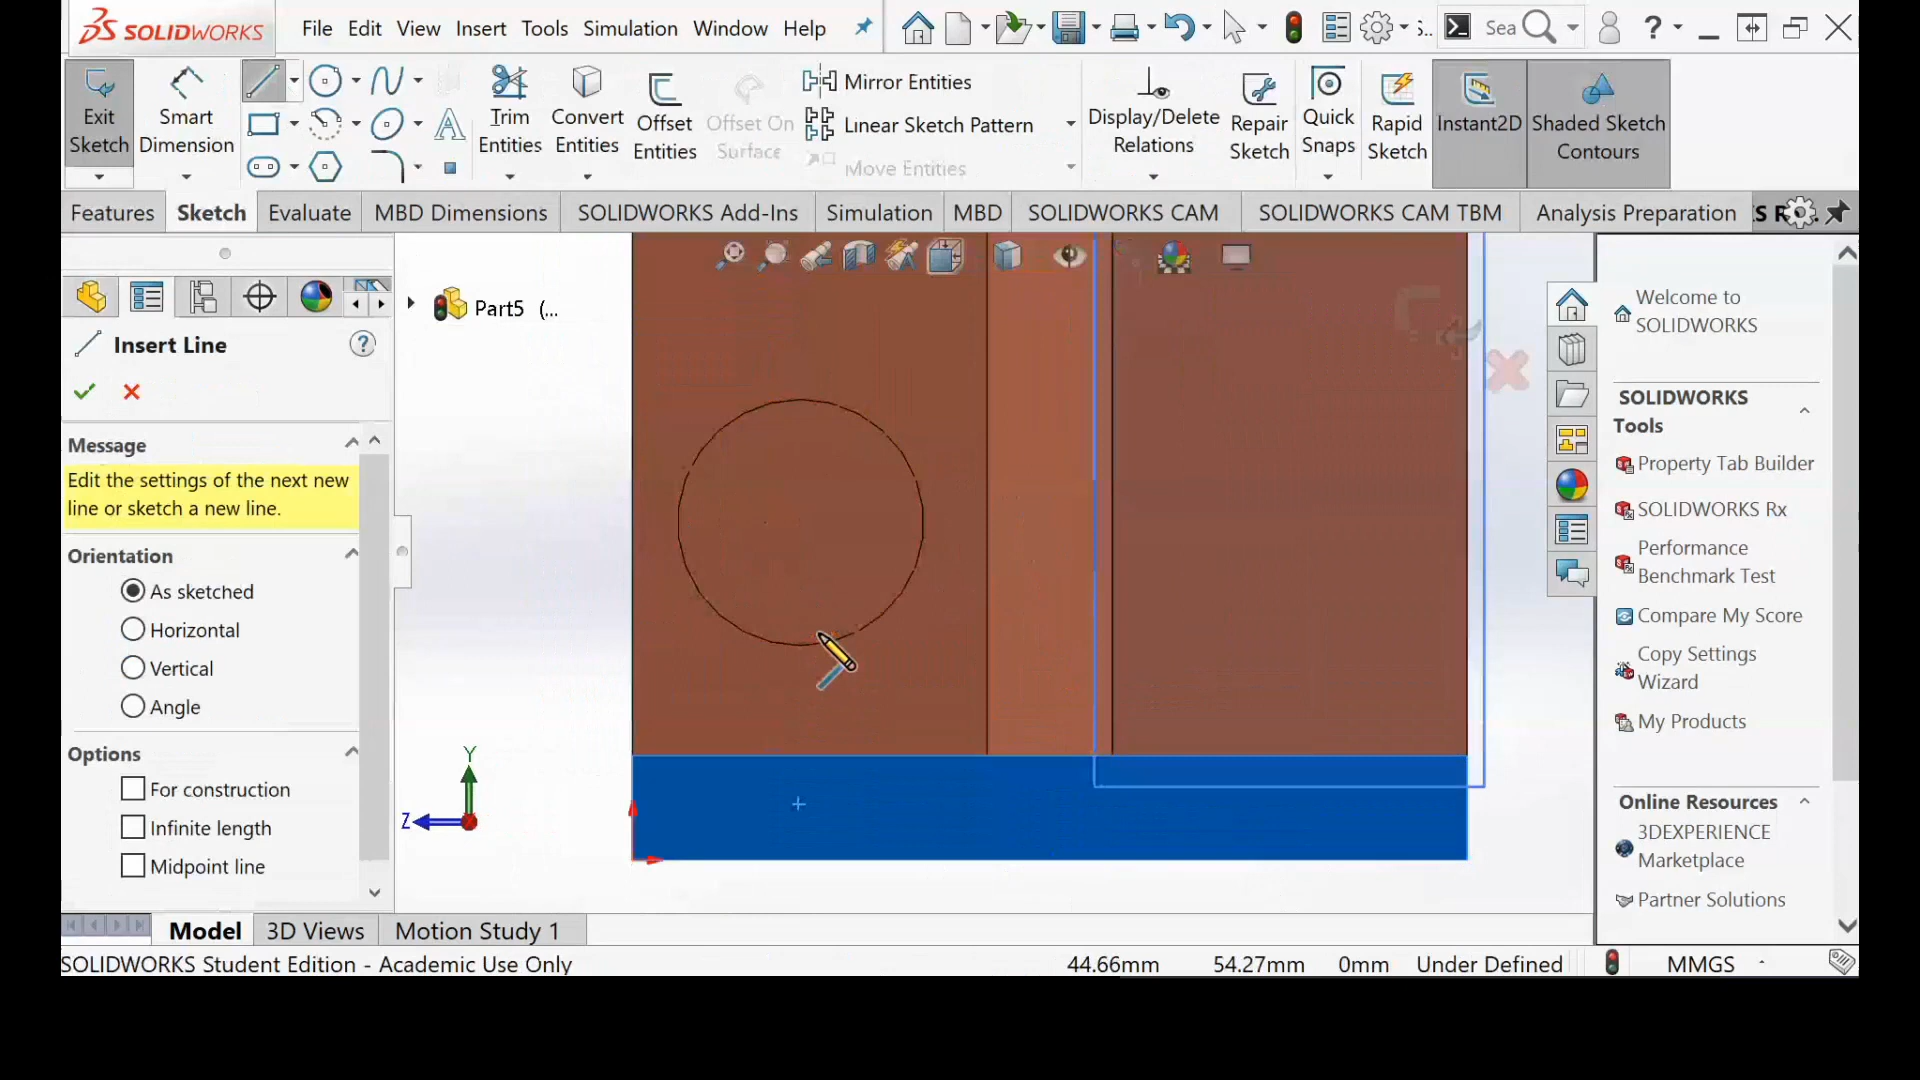 SOLIDWORKS File Edit View Insert Tools Simulation Window Help S.. Sea ?
Exit Sketch
Smart Dimension
Trim Entities
Convert Entities
Offset Entities
Offset On Surface
Mirror Entities
Linear Sketch Pattern
Move Entities
Display/Delete Relations
Repair Sketch
Quick Snaps
Rapid Sketch
Instant2D
Shaded Sketch Contours
Features Sketch Evaluate MBD Dimensions SOLIDWORKS Add-Ins Simulation MBD SOLIDWORKS CAM SOLIDWORKS CAM TBM Analysis Preparation
Part5 (...
Insert Line
?
Message
Edit the settings of the next new
line or sketch a new line.
Orientation
As sketched
Horizontal
Vertical
Angle
Options
For construction
Infinite length
Midpoint line
Y
Z
Welcome to
SOLIDWORKS
SOLIDWORKS
Tools
Property Tab Builder
SOLIDWORKS Rx
Performance
Benchmark Test
Compare My Score
Copy Settings
Wizard
My Products
Online Resources
3DEXPERIENCE
Marketplace
Partner Solutions
Model 3D Views Motion Study 1
SOLIDWORKS Student Edition - Academic Use Only 44.66mm 54.27mm 0mm Under Defined MMGS